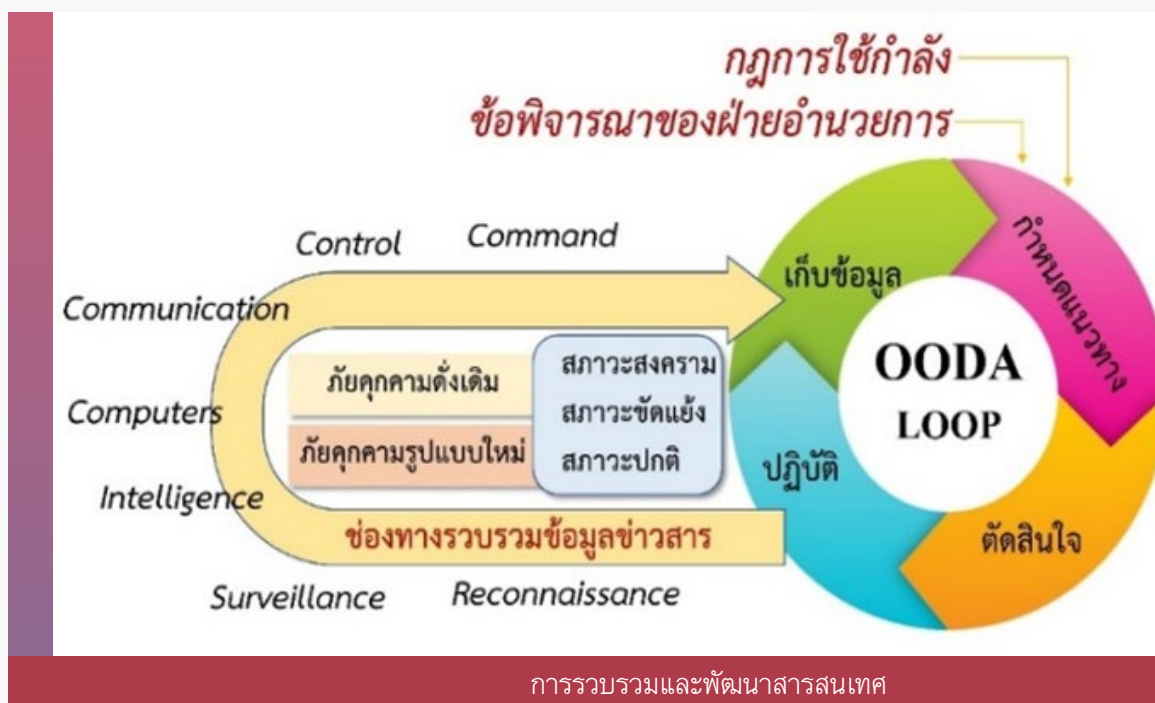 กฎการใช้กำลัง
ข้อพิจารณาของฝ่ายอำนวยการ
Control
Command
Communication
Computers
Intelligence
Surveillance
Reconnaissance
ภัยคุกคามดั่งเดิม
ภัยคุกคามรูปแบบใหม่
สภาวะสงคราม
สภาวะขัดแย้ง
สภาวะปกติ
ช่องทางรวบรวมข้อมูลข่าวสาร
เก็บข้อมูล
กำหนดแนวทาง
ตัดสินใจ
ปฏิบัติ
OODA
LOOP
การรวบรวมและพัฒนาสารสนเทศ